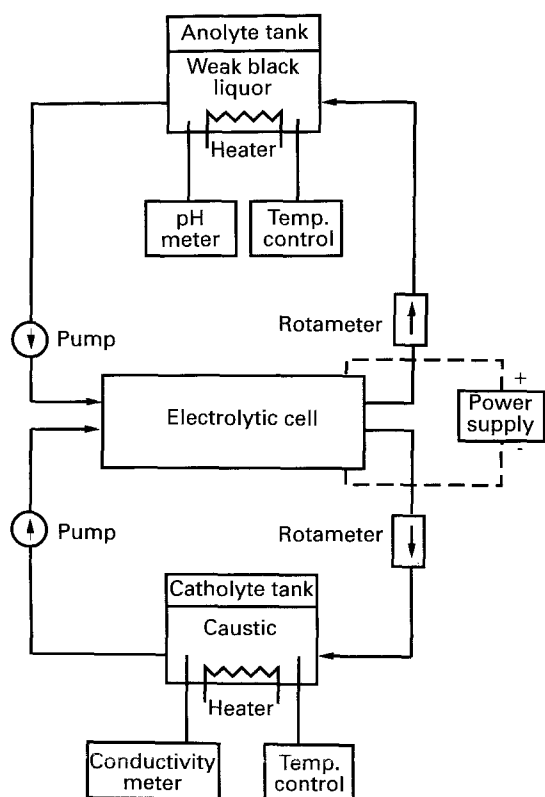 Anolyte tank
Weak black
liquor
Heater
pH
meter
Temp.
control
Pump
Rotameter
Electrolytic cell
+
Power
supply
-
Pump
Rotameter
Catholyte tank
Caustic
Heater
Conductivity
meter
Temp.
control